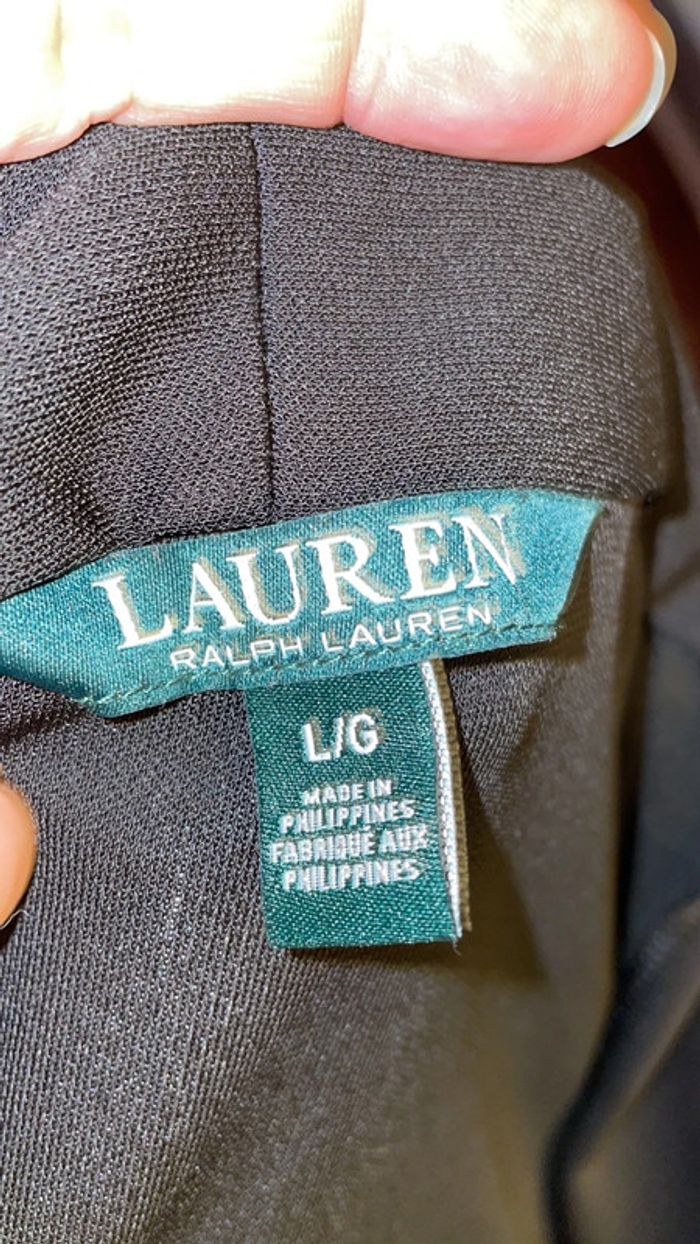 LAUREN
RALPH LAUREN
L/G
MADE IN
PHILIPPINES
FABRIQUÉ AUX
PHILIPPINES